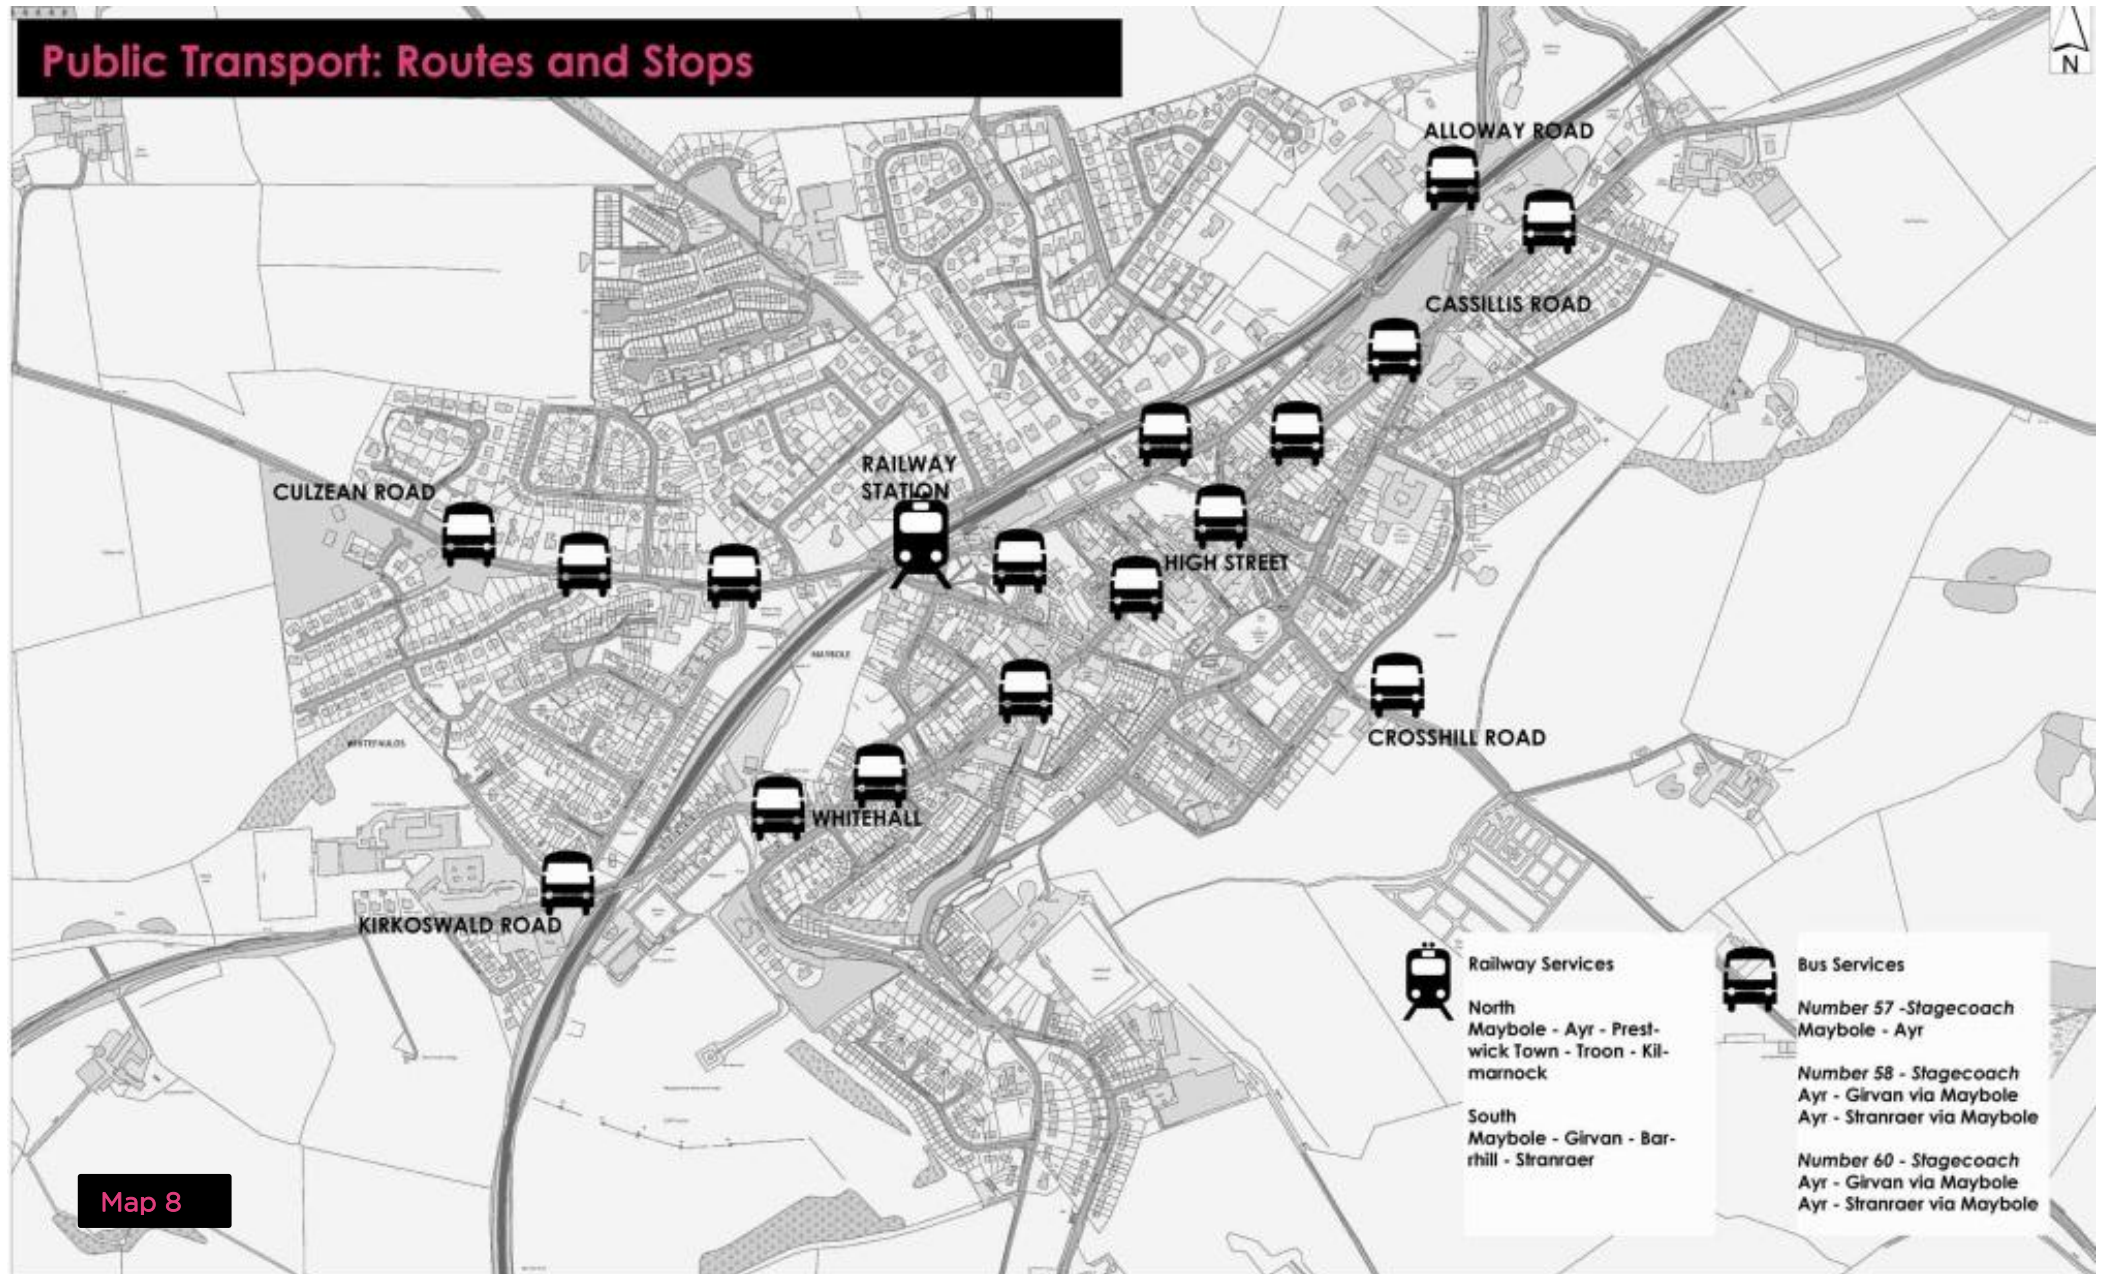 Public Transport: Routes and Stops
N
ALLOWAY ROAD
CASSILLIS ROAD
RAILWAY
STATION
CULZEAN ROAD
HIGH STREET
MAYBOLE
CROSSHILL ROAD
WHITEFAULDS
WHITEHALL
KIRKOSWALD ROAD
Railway Services
North
Maybole - Ayr - Prest-
wick Town - Troon - Kil-
marnock
South
Maybole - Girvan - Bar-
rhill - Stranraer
Bus Services
Number 57 -Stagecoach
Maybole - Ayr
Number 58 - Stagecoach
Ayr - Girvan via Maybole
Ayr - Stranraer via Maybole
Number 60 - Stagecoach
Ayr - Girvan via Maybole
Ayr - Stranraer via Maybole
Map 8